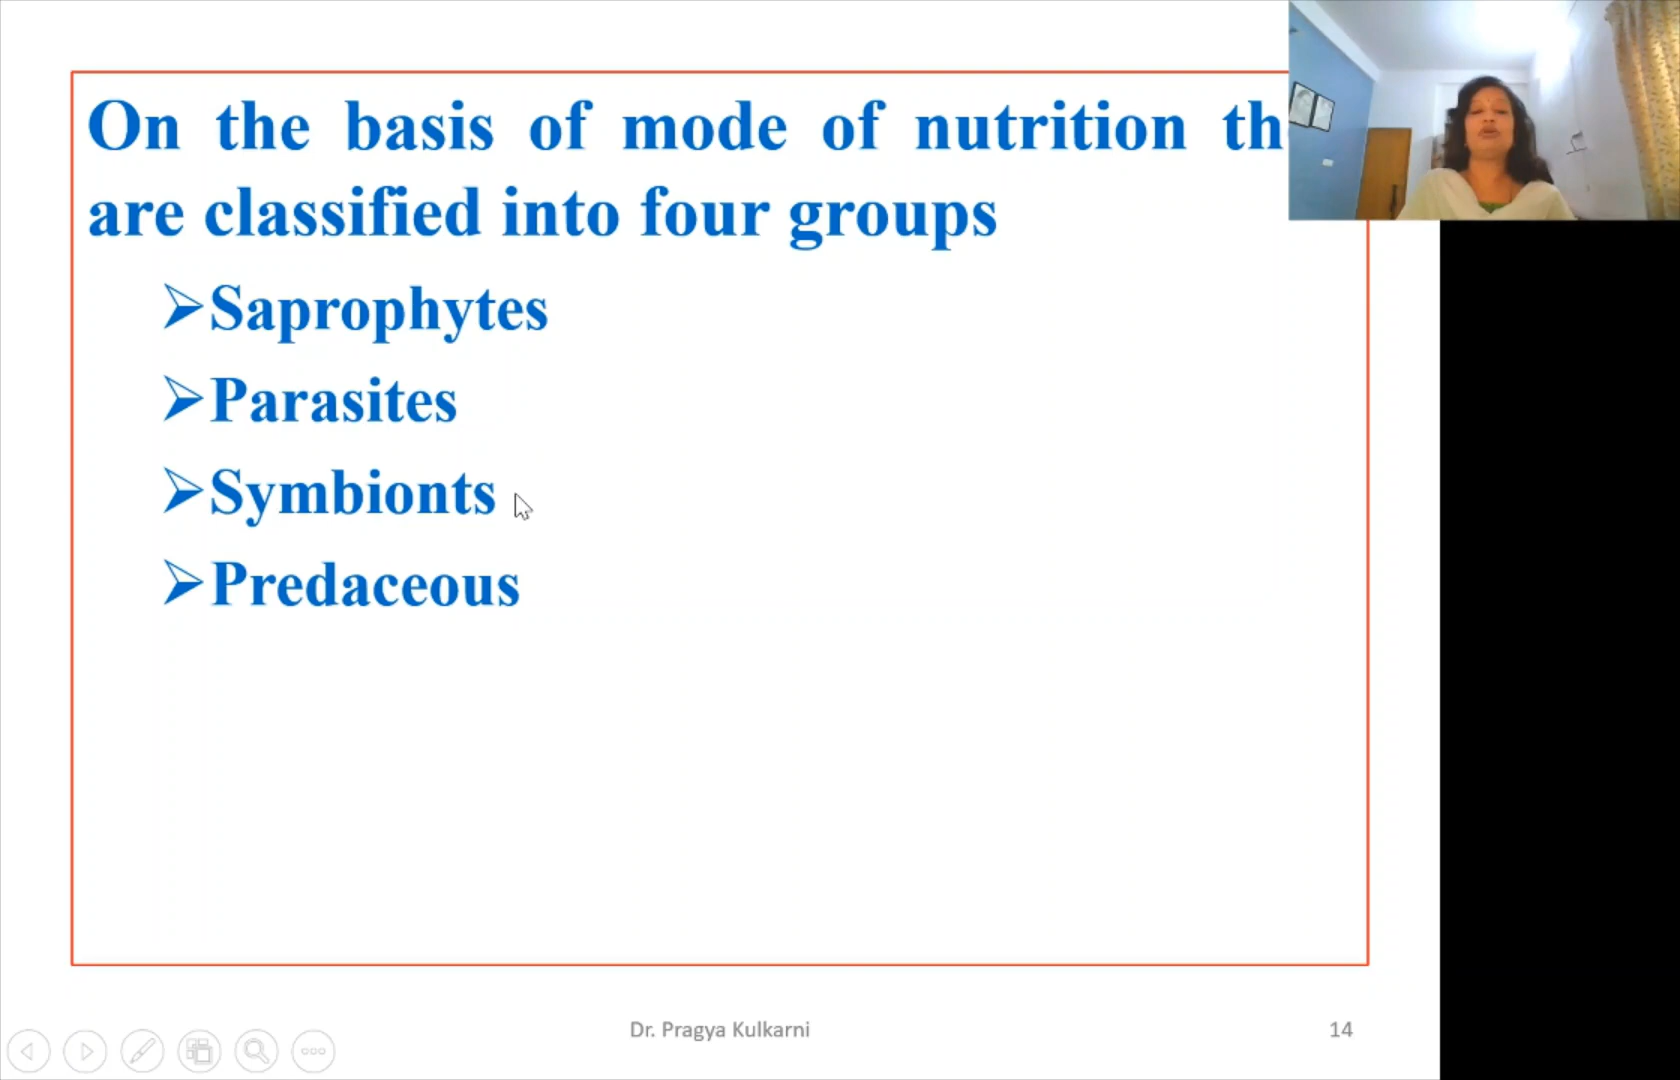 On the basis of mode of nutrition
are classified into four groups
➢Saprophytes
➢Parasites
➢Symbionts
➢Predaceous
Dr. Pragya Kulkarni
14